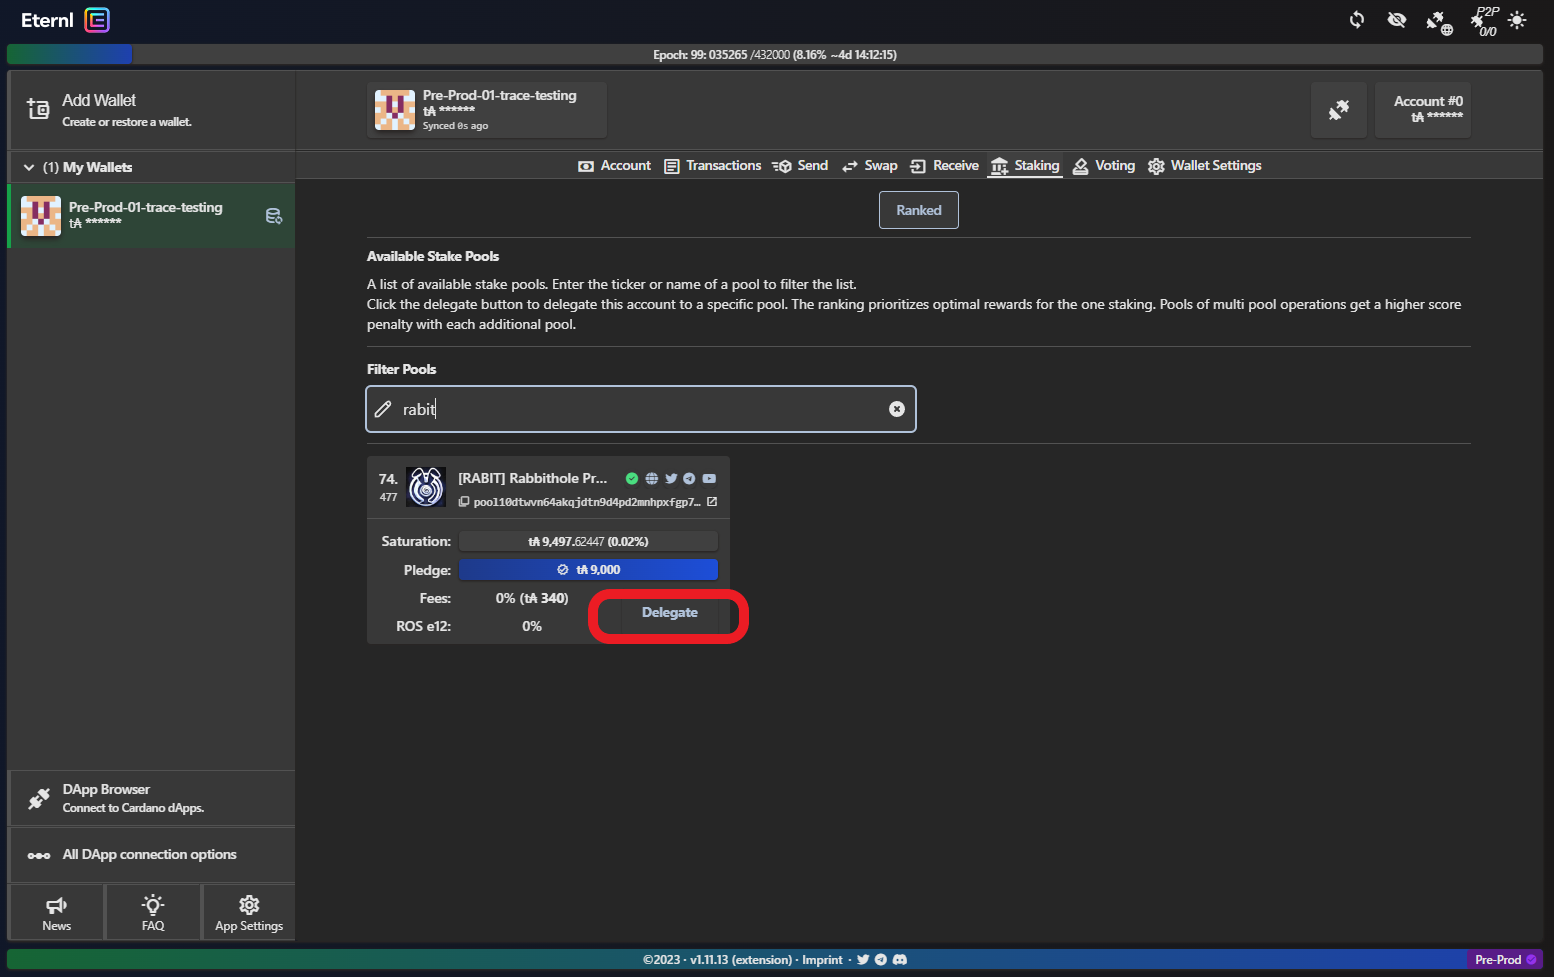 Eternl
P2P
0/0
Epoch: 99: 035265 /432000 (8.16% ~4d 14:12:15)
Add Wallet
Create or restore a wallet.
(1) My Wallets
Pre-Prod-01-trace-testing
t₳ ******
Pre-Prod-01-trace-testing
t₳ ******
Synced 0s ago
Account #0
t₳ ******
Account
Transactions
Send
Swap
Receive
Staking
Voting
Wallet Settings
Ranked
Available Stake Pools
A list of available stake pools. Enter the ticker or name of a pool to filter the list.
Click the delegate button to delegate this account to a specific pool. The ranking prioritizes optimal rewards for the one staking. Pools of multi pool operations get a higher score
penalty with each additional pool.
Filter Pools
rabit
74.
477
[RABIT] Rabbithole Pr...
pool10dtwvn64akqjdtn9d4pd2mnhpxfgp7...
Saturation: t₳ 9,497.62447 (0.02%)
Pledge: t₳ 9,000
Fees: 0% (t₳ 340)
ROS e12: 0%
Delegate
DApp Browser
Connect to Cardano dApps.
All DApp connection options
News
FAQ
App Settings
©2023 · v1.11.13 (extension) · Imprint ·
Pre-Prod